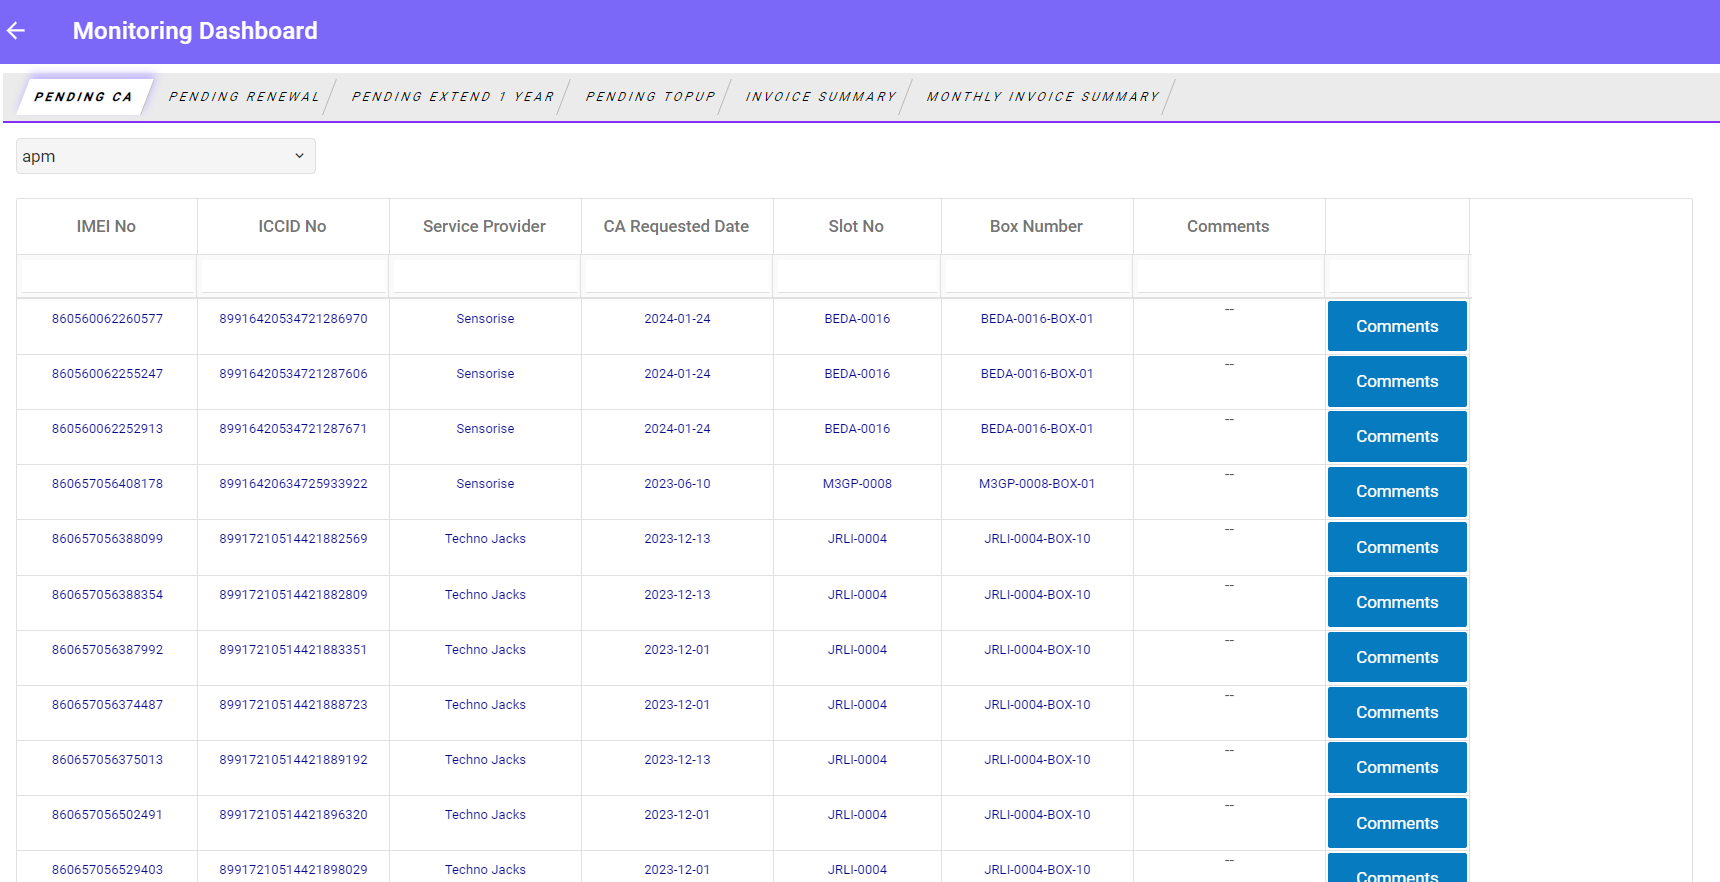 Monitoring Dashboard
PENDING CA PENDING RENEWAL PENDING EXTEND 1 YEAR PENDING TOPUP INVOICE SUMMARY MONTHLY INVOICE SUMMARY
apm
IMEI No ICCID No Service Provider CA Requested Date Slot No Box Number Comments
860560062260577 89916420534721286970 Sensorise 2024-01-24 BEDA-0016 BEDA-0016-BOX-01 -- Comments
860560062255247 89916420534721287606 Sensorise 2024-01-24 BEDA-0016 BEDA-0016-BOX-01 -- Comments
860560062252913 89916420534721287671 Sensorise 2024-01-24 BEDA-0016 BEDA-0016-BOX-01 -- Comments
860657056408178 89916420634725933922 Sensorise 2023-06-10 M3GP-0008 M3GP-0008-BOX-01 -- Comments
860657056388099 89917210514421882569 Techno Jacks 2023-12-13 JRLI-0004 JRLI-0004-BOX-10 -- Comments
860657056388354 89917210514421882809 Techno Jacks 2023-12-13 JRLI-0004 JRLI-0004-BOX-10 -- Comments
860657056387992 89917210514421883351 Techno Jacks 2023-12-01 JRLI-0004 JRLI-0004-BOX-10 -- Comments
860657056374487 89917210514421888723 Techno Jacks 2023-12-01 JRLI-0004 JRLI-0004-BOX-10 -- Comments
860657056375013 89917210514421889192 Techno Jacks 2023-12-13 JRLI-0004 JRLI-0004-BOX-10 -- Comments
860657056502491 89917210514421896320 Techno Jacks 2023-12-01 JRLI-0004 JRLI-0004-BOX-10 -- Comments
860657056529403 89917210514421898029 Techno Jacks 2023-12-01 JRLI-0004 JRLI-0004-BOX-10 -- Comments